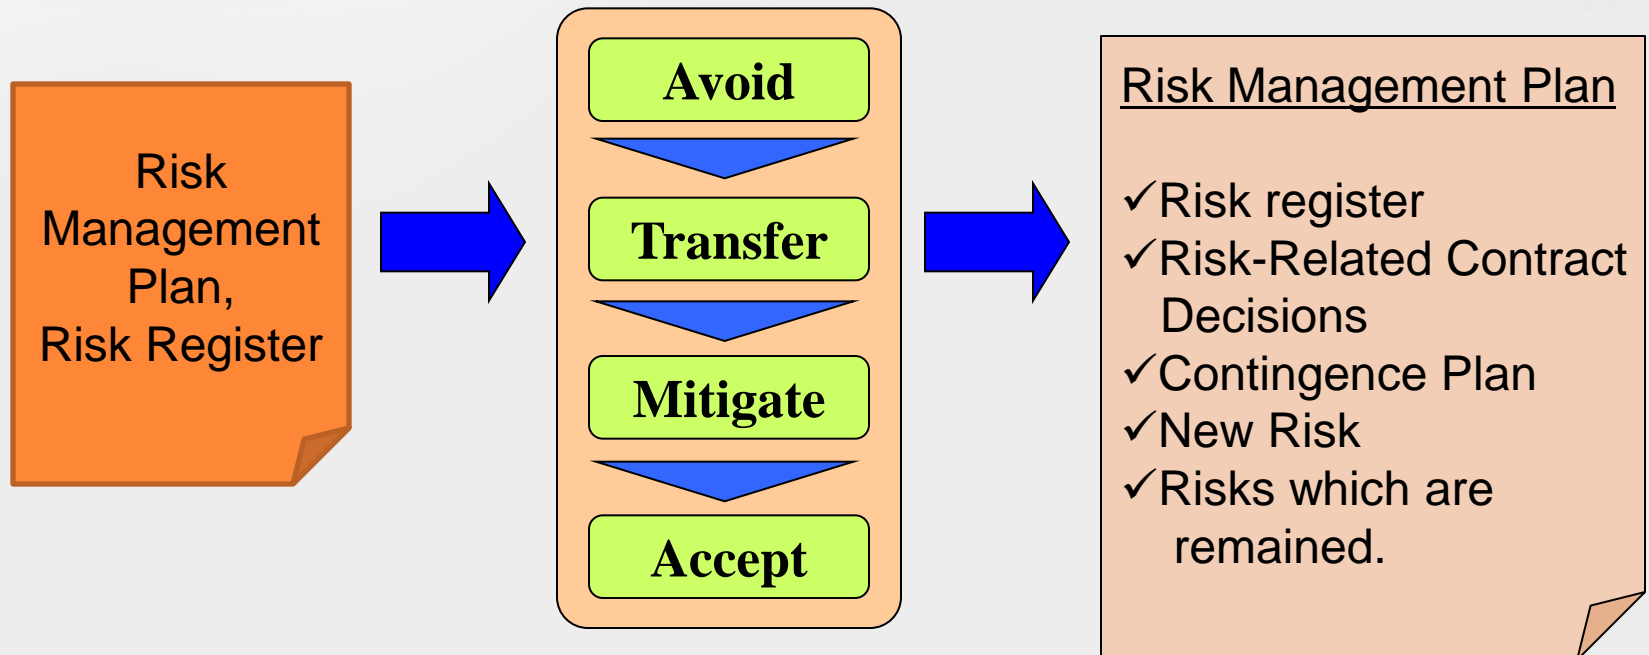 Risk
Management
Plan,
Risk Register
Avoid
Transfer
Mitigate
Accept
Risk Management Plan
✓Risk register
✓Risk-Related Contract
Decisions
✓Contingence Plan
✓New Risk
✓Risks which are
remained.